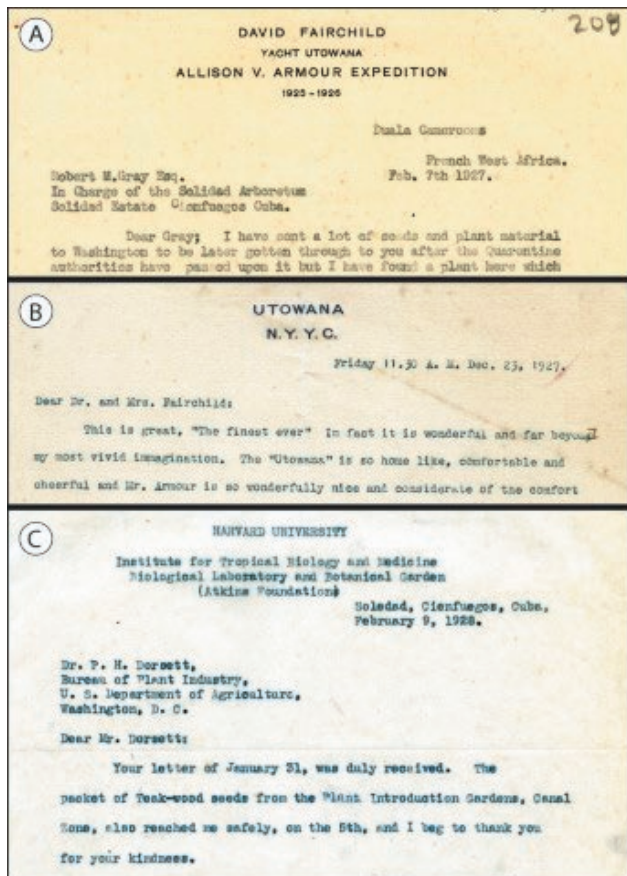 A
209
DAVID FAIRCHILD
YACHT UTOWANA
ALLISON V. ARMOUR EXPEDITION
1925-1926
Duala Cameroons
French West Africa.
Robert M.Gray Esq.
Feb. 7th 1927.
In Charge of the Solidad Arboretum
Solidad Estate Cienfuegos Cuba.
Dear Gray; I have sent a lot of seeds and plant material
to Washington to be later gotten through to you after the Quarantine
authorities have passed upon it but I have found a plant here which
B
UTOWANA
N.Y.Y.C.
Friday 11.30 A. M. Dec. 23, 1927.
Dear Dr. and Mrs. Fairchild:
This is great, "The finest ever" In fact it is wonderful and far beyond
my most vivid immagination. The "Utowana" is so home like, comfortable and
cheerful and Mr. Armour is so wonderfully nice and considerate of the comfort
C
HARVARD UNIVERSITY
Institute for Tropical Biology and Medicine
Biological Laboratory and Botanical Garden
(Atkins Foundation)
Soledad, Cienfuegos, Cuba,
February 9, 1928.
Dr. P. H. Dorsett,
Bureau of Plant Industry,
U. S. Department of Agriculture,
Washington, D. C.
Dear Mr. Dorsett:
Your letter of January 31, was duly received. The
packet of Teak-wood seeds from the Plant Introduction Gardens, Canal
Zone, also reached me safely, on the 5th, and I beg to thank you
for your kindness.